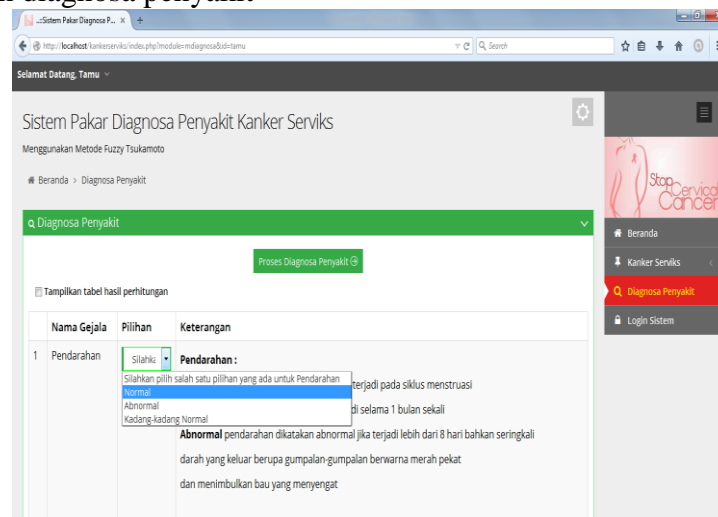 diagnosa penyakit
..::Sistem Pakar Diagnosa P... × +
http://localhost/kankerserviks/index.php?module=mdiagnosa&id=tamu
Search
Selamat Datang, Tamu
Sistem Pakar Diagnosa Penyakit Kanker Serviks
Menggunakan Metode Fuzzy Tsukamoto
Beranda > Diagnosa Penyakit
Diagnosa Penyakit
Proses Diagnosa Penyakit
Tampilkan tabel hasil perhitungan
Nama Gejala Pilihan Keterangan
1 Pendarahan Silahka Pendarahan :
Silahkan pilih salah satu pilihan yang ada untuk Pendarahan
terjadi pada siklus menstruasi
Normal
Abnormal
di selama 1 bulan sekali
Kadang-kadang Normal
Abnormal pendarahan dikatakan abnormal jika terjadi lebih dari 8 hari bahkan seringkali
darah yang keluar berupa gumpalan-gumpalan berwarna merah pekat
dan menimbulkan bau yang menyengat
Stop Cervical
Cancer
Beranda
Kanker Serviks
Diagnosa Penyakit
Login Sistem